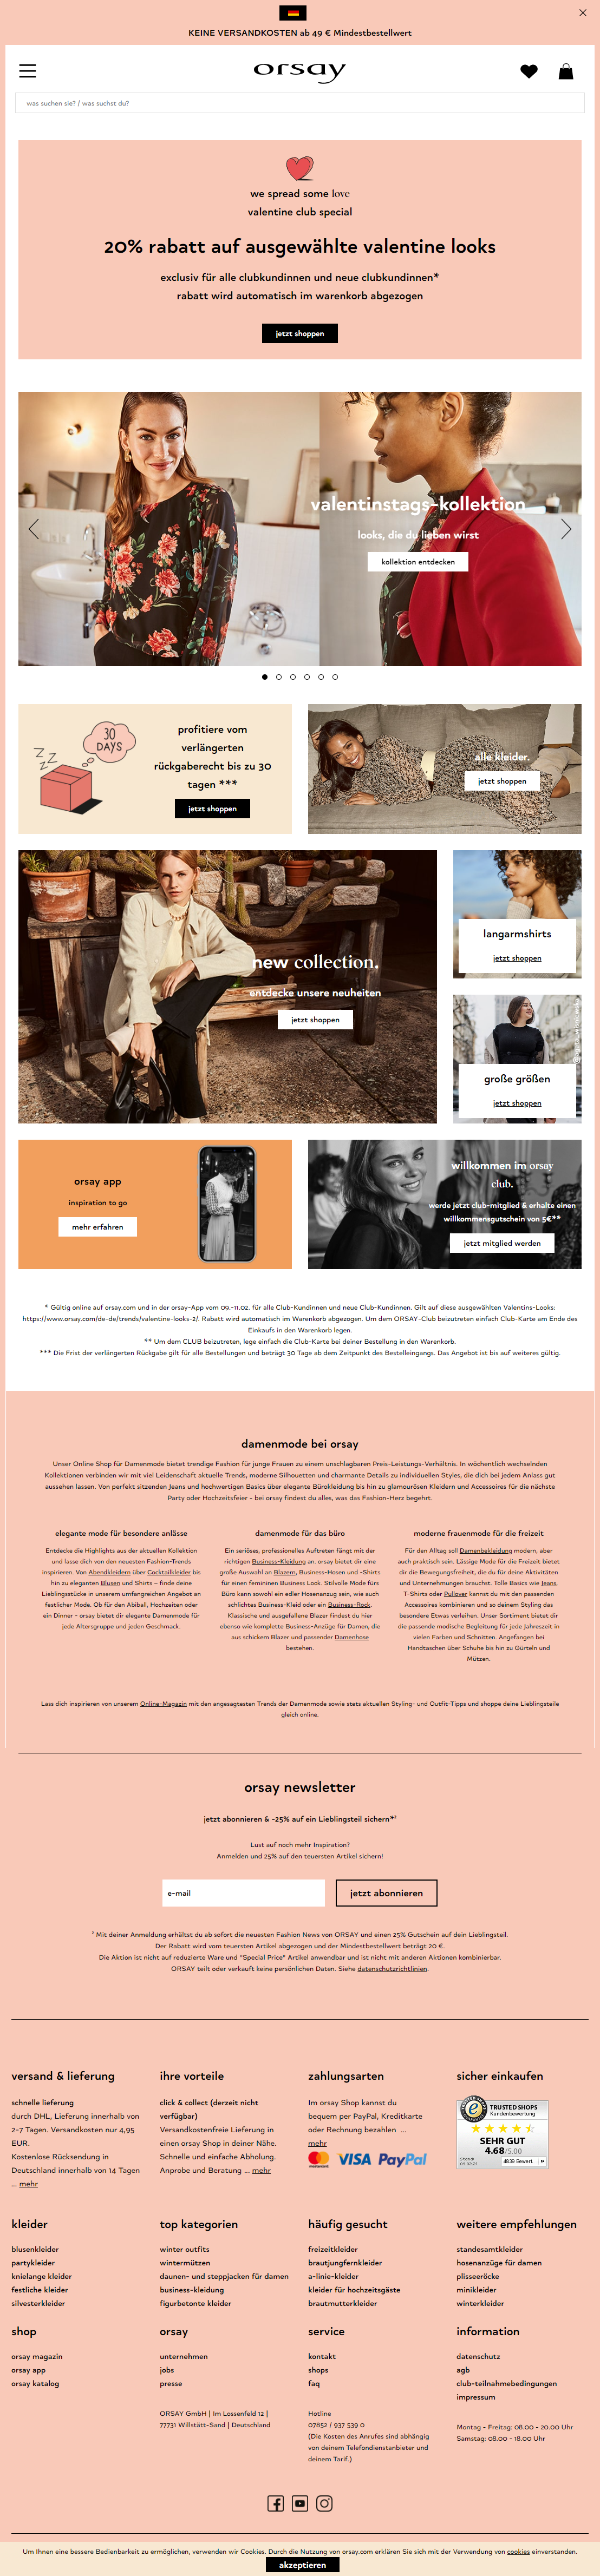 KEINE VERSANDKOSTEN ab 49 € Mindestbestellwert
orsay
was suchen sie? / was suchst du?
we spread some love
valentine club special
20% rabatt auf ausgewählte valentine looks
exclusiv für alle clubkundinnen und neue clubkundinnen*
rabatt wird automatisch im warenkorb abgezogen
jetzt shoppen
valentinstags-kollektion
looks, die du lieben wirst
kollektion entdecken
30
DAYS
profitiere vom
verlängerten
rückgaberecht bis zu 30
tagen ***
jetzt shoppen
alle kleider.
jetzt shoppen
new collection.
entdecke unsere neuheiten
jetzt shoppen
langarmshirts
jetzt shoppen
große größen
jetzt shoppen
orsay app
inspiration to go
mehr erfahren
willkommen im orsay
club.
werde jetzt club-mitglied & erhalte einen
willkommensgutschein von 5€**
jetzt mitglied werden
* Gültig online auf orsay.com und in der orsay-App vom 09.-11.02. für alle Club-Kundinnen und neue Club-Kundinnen. Gilt auf diese ausgewählten Valentins-Looks:
https://www.orsay.com/de-de/trends/valentine-looks-2/. Rabatt wird automatisch im Warenkorb abgezogen. Um dem ORSAY-Club beizutreten einfach Club-Karte am Ende des
Einkaufs in den Warenkorb legen.
** Um dem CLUB beizutreten, lege einfach die Club-Karte bei deiner Bestellung in den Warenkorb.
*** Die Frist der verlängerten Rückgabe gilt für alle Bestellungen und beträgt 30 Tage ab dem Zeitpunkt des Bestelleingangs. Das Angebot ist bis auf weiteres gültig.
damenmode bei orsay
Unser Online Shop für Damenmode bietet trendige Fashion für junge Frauen zu einem unschlagbaren Preis-Leistungs-Verhältnis. In wöchentlich wechselnden
Kollektionen verbinden wir mit viel Leidenschaft aktuelle Trends, moderne Silhouetten und charmante Details zu individuellen Styles, die dich bei jedem Anlass gut
aussehen lassen. Von perfekt sitzenden Jeans und hochwertigen Basics über elegante Bürokleidung bis hin zu glamourösen Kleidern und Accessoires für die nächste
Party oder Hochzeitsfeier - bei orsay findest du alles, was das Fashion-Herz begehrt.
elegante mode für besondere anlässe
Entdecke die Highlights aus der aktuellen Kollektion
und lasse dich von den neuesten Fashion-Trends
inspirieren. Von Abendkleidern über Cocktailkleider bis
hin zu eleganten Blusen und Shirts – finde deine
Lieblingsstücke in unserem umfangreichen Angebot an
festlicher Mode. Ob für den Abiball, Hochzeiten oder
ein Dinner - orsay bietet dir elegante Damenmode für
jede Altersgruppe und jeden Geschmack.
damenmode für das büro
Ein seriöses, professionelles Auftreten fängt mit der
richtigen Business-Kleidung an. orsay bietet dir eine
große Auswahl an Blazern, Business-Hosen und -Shirts
für einen femininen Business Look. Stilvolle Mode fürs
Büro kann sowohl ein edler Hosenanzug sein, wie auch
schlichtes Business-Kleid oder ein Business-Rock.
Klassische und ausgefallene Blazer findest du hier
ebenso wie komplette Business-Anzüge für Damen, die
aus schickem Blazer und passender Damenhose
bestehen.
moderne frauenmode für die freizeit
Für den Alltag soll Damenbekleidung modern, aber
auch praktisch sein. Lässige Mode für die Freizeit bietet
dir die Bewegungsfreiheit, die du für deine Aktivitäten
und Unternehmungen brauchst. Tolle Basics wie Jeans,
T-Shirts oder Pullover kannst du mit den passenden
Accessoires kombinieren und so deinem Styling das
besondere Etwas verleihen. Unser Sortiment bietet dir
die passende modische Begleitung für jede Jahreszeit in
vielen Farben und Schnitten. Angefangen bei
Handtaschen über Schuhe bis hin zu Gürteln und
Mützen.
Lass dich inspirieren von unserem Online-Magazin mit den angesagtesten Trends der Damenmode sowie stets aktuellen Styling- und Outfit-Tipps und shoppe deine Lieblingsteile
gleich online.
orsay newsletter
jetzt abonnieren & -25% auf ein Lieblingsteil sichern*²
Lust auf noch mehr Inspiration?
Anmelden und 25% auf den teuersten Artikel sichern!
e-mail
jetzt abonnieren
² Mit deiner Anmeldung erhältst du ab sofort die neuesten Fashion News von ORSAY und einen 25% Gutschein auf dein Lieblingsteil.
Der Rabatt wird vom teuersten Artikel abgezogen und der Mindestbestellwert beträgt 20 €.
Die Aktion ist nicht auf reduzierte Ware und "Special Price" Artikel anwendbar und ist nicht mit anderen Aktionen kombinierbar.
ORSAY teilt oder verkauft keine persönlichen Daten. Siehe datenschutzrichtlinien.
versand & lieferung
schnelle lieferung
durch DHL, Lieferung innerhalb von
2-7 Tagen. Versandkosten nur 4,95
EUR.
Kostenlose Rücksendung in
Deutschland innerhalb von 14 Tagen
... mehr
ihre vorteile
click & collect (derzeit nicht
verfügbar)
Versandkostenfreie Lieferung in
einen orsay Shop in deiner Nähe.
Schnelle und einfache Abholung.
Anprobe und Beratung ... mehr
zahlungsarten
Im orsay Shop kannst du
bequem per PayPal, Kreditkarte
oder Rechnung bezahlen ...
mehr
mastercard VISA PayPal
sicher einkaufen
TRUSTED SHOPS
Kundenbewertung
SEHR GUT
4.68/5.00
Stand
09.02.21
4839 Bewert
kleider
blusenkleider
partykleider
knielange kleider
festliche kleider
silvesterkleider
top kategorien
winter outfits
wintermützen
daunen- und steppjacken für damen
business-kleidung
figurbetonte kleider
häufig gesucht
freizeitkleider
brautjungfernkleider
a-linie-kleider
kleider für hochzeitsgäste
brautmutterkleider
weitere empfehlungen
standesamtkleider
hosenanzüge für damen
plisseeröcke
minikleider
winterkleider
shop
orsay magazin
orsay app
orsay katalog
orsay
unternehmen
jobs
presse
ORSAY GmbH | Im Lossenfeld 12 |
77731 Willstätt-Sand | Deutschland
service
kontakt
shops
faq
Hotline
07852 / 937 539 0
(Die Kosten des Anrufes sind abhängig
von deinem Telefondienstanbieter und
deinem Tarif.)
information
datenschutz
agb
club-teilnahmebedingungen
impressum
Montag - Freitag: 08.00 - 20.00 Uhr
Samstag: 08.00 - 18.00 Uhr
Um Ihnen eine bessere Bedienbarkeit zu ermöglichen, verwenden wir Cookies. Durch die Nutzung von orsay.com erklären Sie sich mit der Verwendung von cookies einverstanden.
akzeptieren